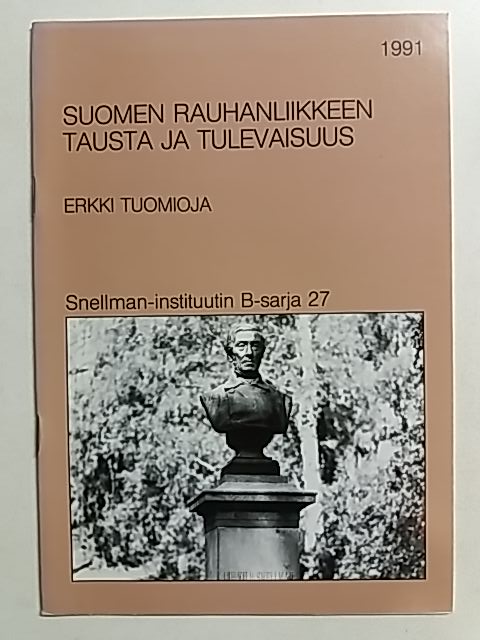 1991
SUOMEN RAUHANLIIKKEEN
TAUSTA JA TULEVAISUUS
ERKKI TUOMIOJA
Snellman-instituutin B-sarja 27